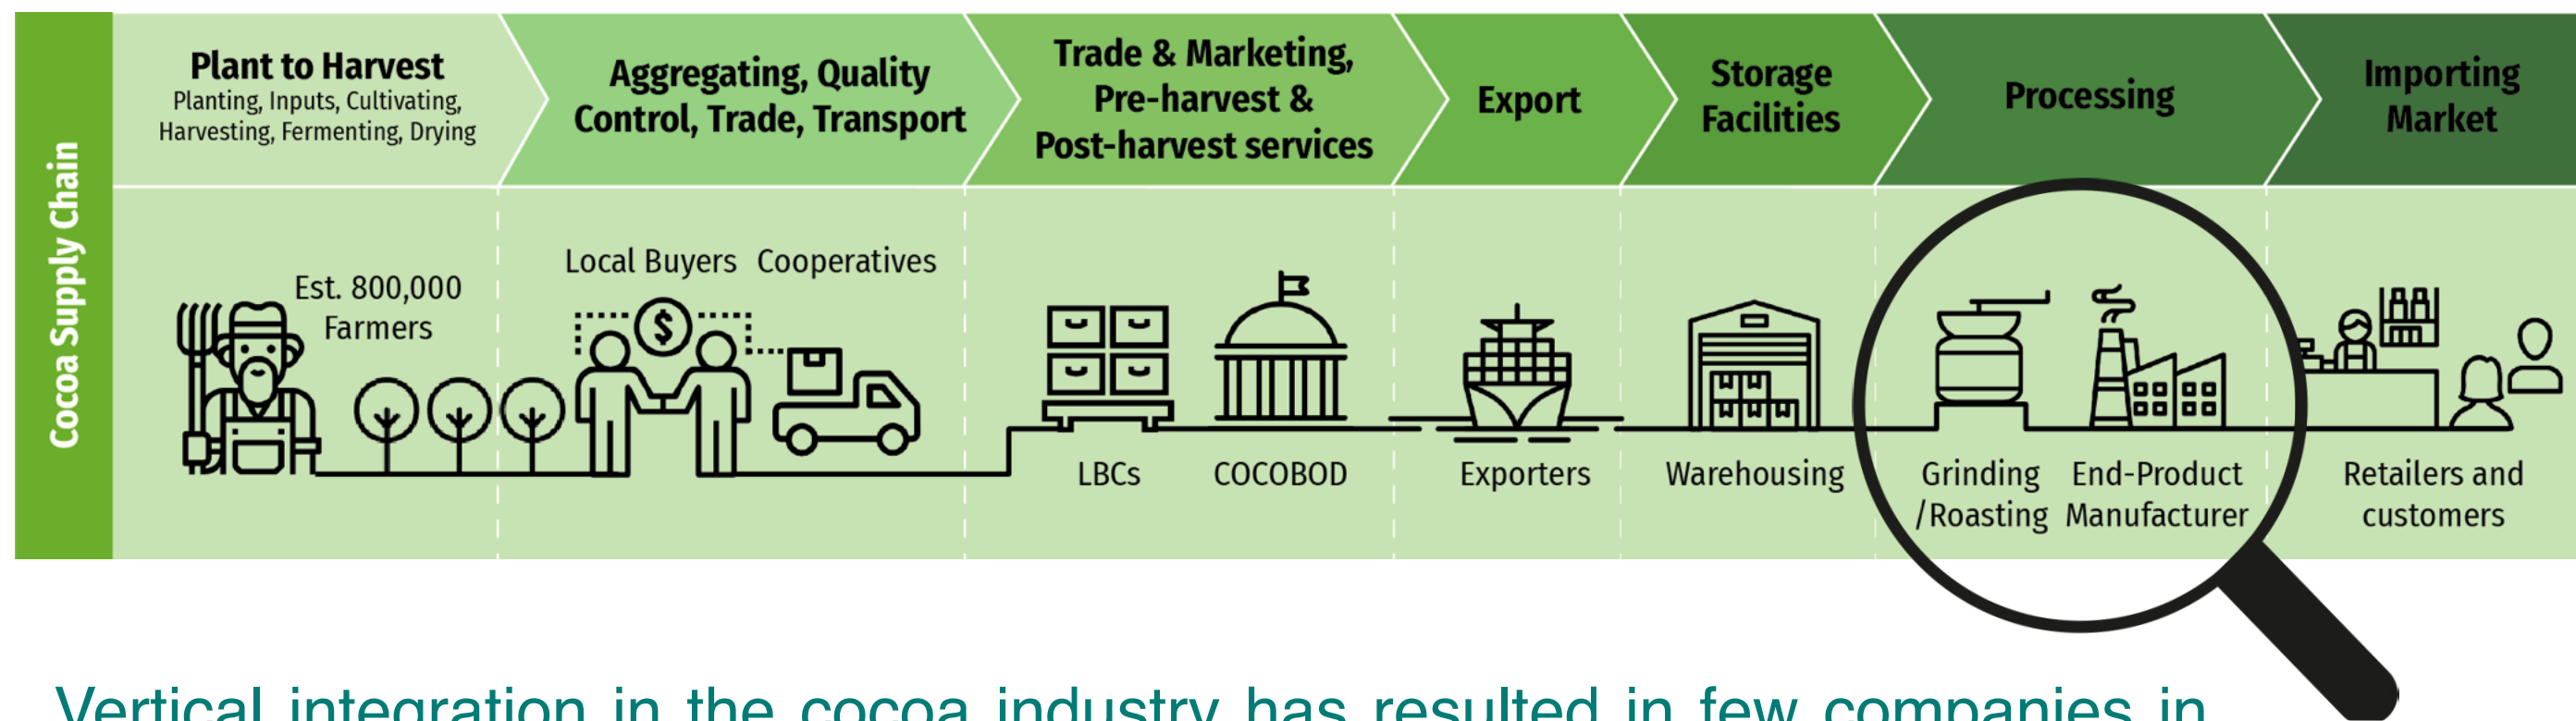 Cocoa Supply Chain
Plant to Harvest
Planting, Inputs, Cultivating,
Harvesting, Fermenting, Drying
Aggregating, Quality
Control, Trade, Transport
Trade & Marketing,
Pre-harvest &
Post-harvest services
Export
Storage
Facilities
Processing
Importing
Market
Est. 800,000
Farmers
Local Buyers
Cooperatives
$
LBCs
COCOBOD
Exporters
Warehousing
Grinding
/Roasting
End-Product
Manufacturer
Retailers and
customers
Vertical integration in the cocoa industry has resulted in few companies in